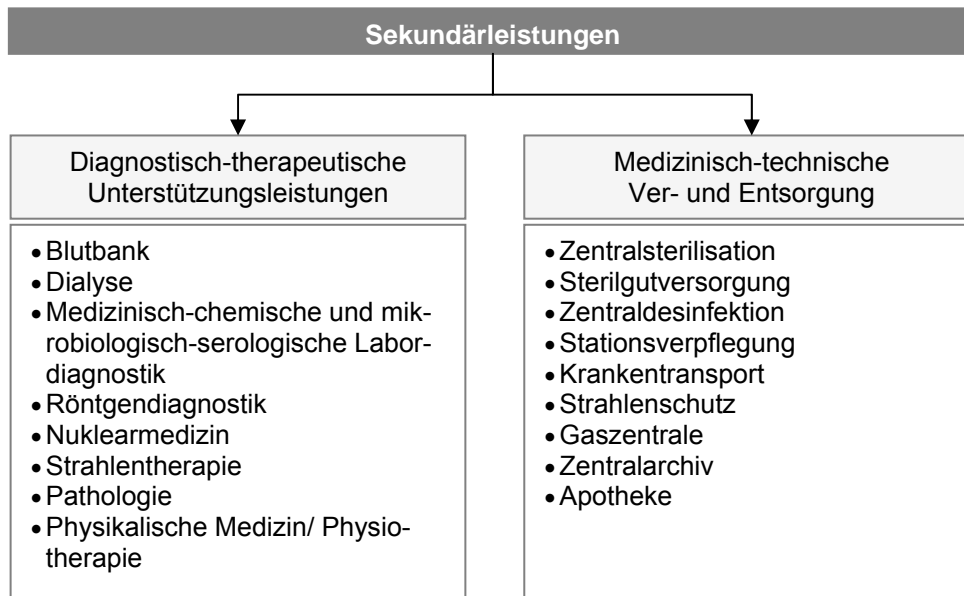 Sekundärleistungen
Diagnostisch-therapeutische
Unterstützungsleistungen
• Blutbank
• Dialyse
• Medizinisch-chemische und mik-
robiologisch-serologische Labor-
diagnostik
• Röntgendiagnostik
• Nuklearmedizin
• Strahlentherapie
• Pathologie
• Physikalische Medizin/ Physio-
therapie
Medizinisch-technische
Ver- und Entsorgung
• Zentralsterilisation
• Sterilgutversorgung
• Zentraldesinfektion
• Stationsverpflegung
• Krankentransport
• Strahlenschutz
• Gaszentrale
• Zentralarchiv
• Apotheke